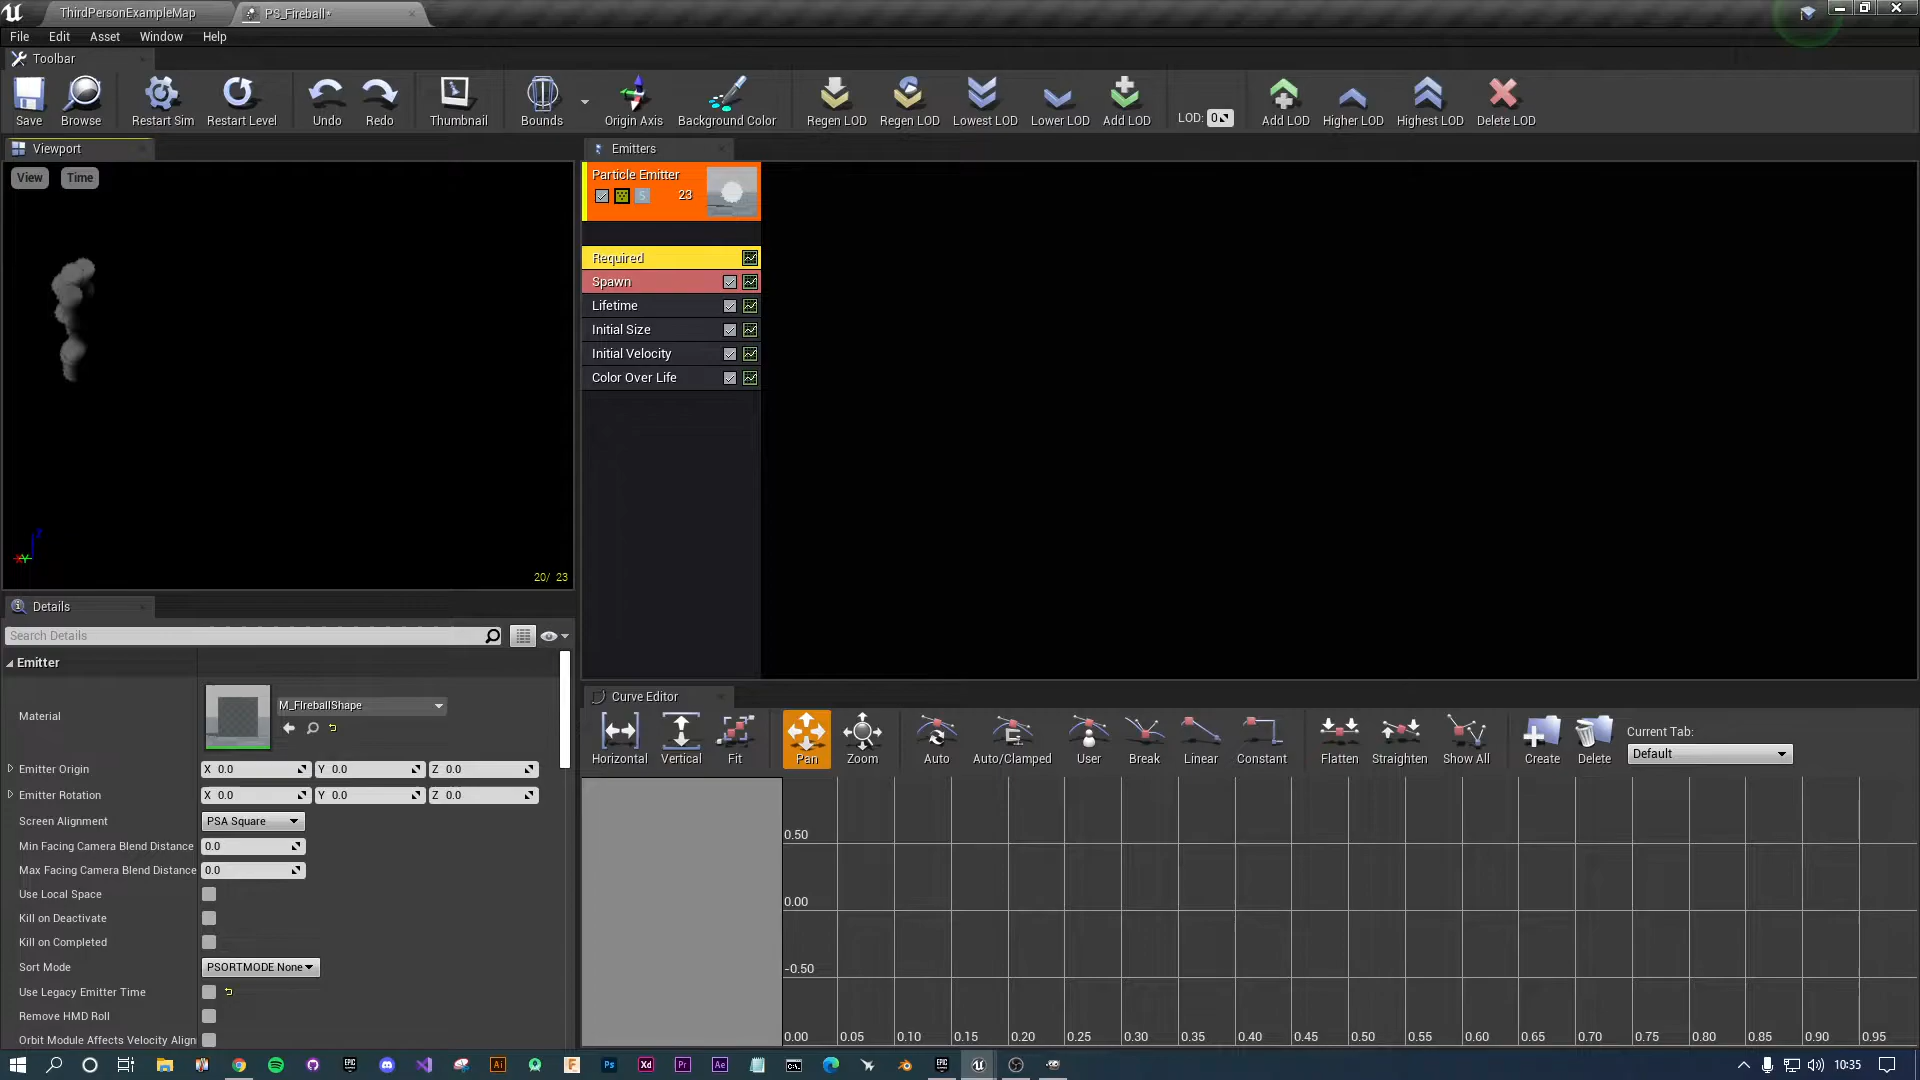 ThirdPersonExampleMap
PS_Fireball*
File Edit Asset Window Help
Toolbar
Save Browse Restart Sim Restart Level Undo Redo Thumbnail Bounds Origin Axis Background Color Regen LOD Regen LOD Lowest LOD Lower LOD Add LOD LOD: 0 Add LOD Higher LOD Highest LOD Delete LOD
Viewport
View Time
20/ 23
Emitters
Particle Emitter
S 23
Required
Spawn
Lifetime
Initial Size
Initial Velocity
Color Over Life
Details
Search Details
Emitter
Material M_FIreballShape
Emitter Origin X 0.0 Y 0.0 Z 0.0
Emitter Rotation X 0.0 Y 0.0 Z 0.0
Screen Alignment PSA Square
Min Facing Camera Blend Distance 0.0
Max Facing Camera Blend Distance 0.0
Use Local Space
Kill on Deactivate
Kill on Completed
Sort Mode PSORTMODE None
Use Legacy Emitter Time
Remove HMD Roll
Orbit Module Affects Velocity Align
Curve Editor
Horizontal Vertical Fit Pan Zoom Auto Auto/Clamped User Break Linear Constant Flatten Straighten Show All Create Delete
Current Tab:
Default
0.50
0.00
-0.50
0.00 0.05 0.10 0.15 0.20 0.25 0.30 0.35 0.40 0.45 0.50 0.55 0.60 0.65 0.70 0.75 0.80 0.85 0.90 0.95
Ai Ps Xd Pr Ae
10:35